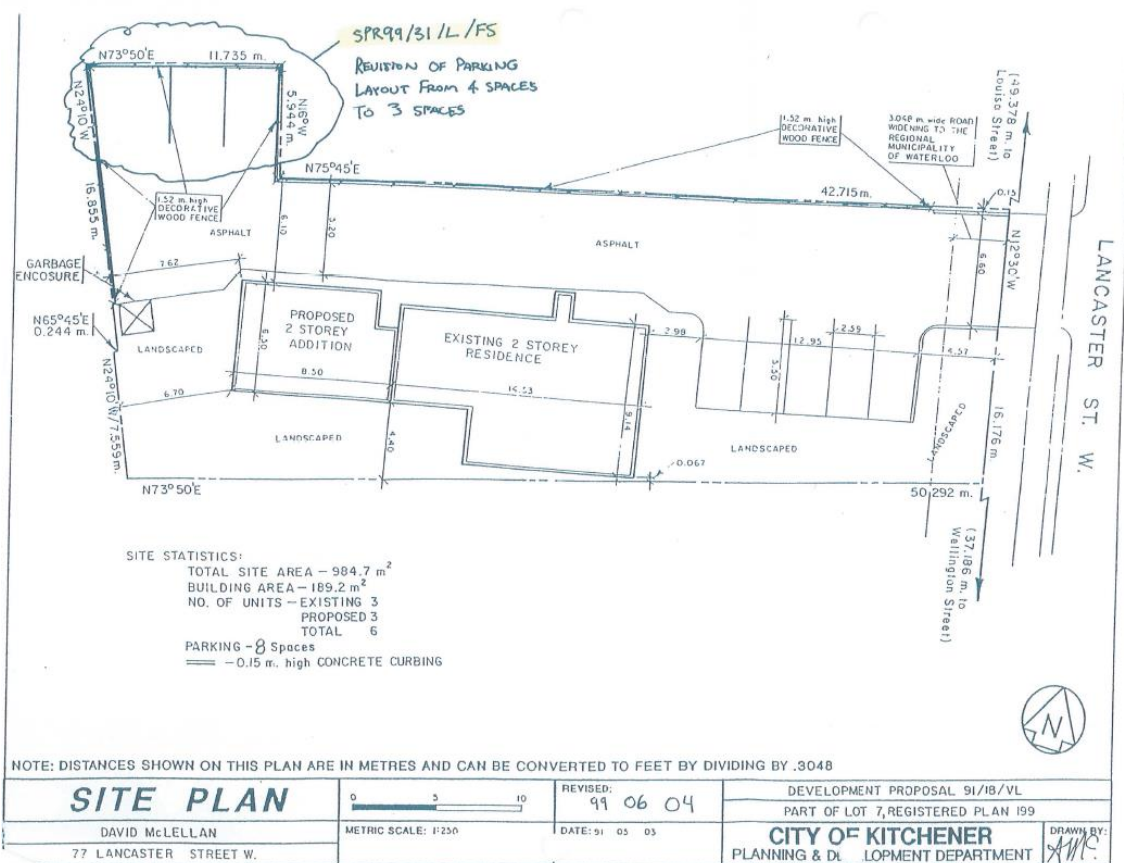 SPR99/31/L/FS
REVISION OF PARKING
LAYOUT FROM 4 SPACES
TO 3 SPACES
N73°50'E
11.735 m.
N24°10'W
16.855 m.
N16°W
5.944 m.
N75°45'E
42.715 m.
1.52 m. high
DECORATIVE
WOOD FENCE
3.048 m. wide ROAD
WIDENING TO THE
REGIONAL
MUNICIPALITY
OF WATERLOO
(49.378 m. to
Louisa Street)
0.15
N12°30'W
6.60
LANCASTER ST. W.
1.52 m. high
DECORATIVE
WOOD FENCE
ASPHALT
6.10
5.20
ASPHALT
7.62
GARBAGE
ENCOSURE
N65°45'E
0.244 m.
LANDSCAPED
PROPOSED
2 STOREY
ADDITION
6.50
8.50
EXISTING 2 STOREY
RESIDENCE
9.14
2.98
12.95
2.59
5.50
4.57
16.176 m
N24°10'W/7.559 m.
6.70
LANDSCAPED
4.40
0.067
LANDSCAPED
LANDSCAPED
N73°50'E
50.292 m.
(37.186 m. to
Wellington Street)
SITE STATISTICS:
TOTAL SITE AREA – 984.7 m²
BUILDING AREA – 189.2 m²
NO. OF UNITS – EXISTING 3
PROPOSED 3
TOTAL 6
PARKING - 8 Spaces
– 0.15 m. high CONCRETE CURBING
N
NOTE: DISTANCES SHOWN ON THIS PLAN ARE IN METRES AND CAN BE CONVERTED TO FEET BY DIVIDING BY .3048
SITE PLAN
DAVID McLELLAN
77 LANCASTER STREET W.
0 5 10
METRIC SCALE: 1:250
REVISED:
99 06 04
DATE: 91 05 03
DEVELOPMENT PROPOSAL 91/18/VL
PART OF LOT 7, REGISTERED PLAN 199
CITY OF KITCHENER
PLANNING & D LOPMENT DEPARTMENT
DRAWN BY: